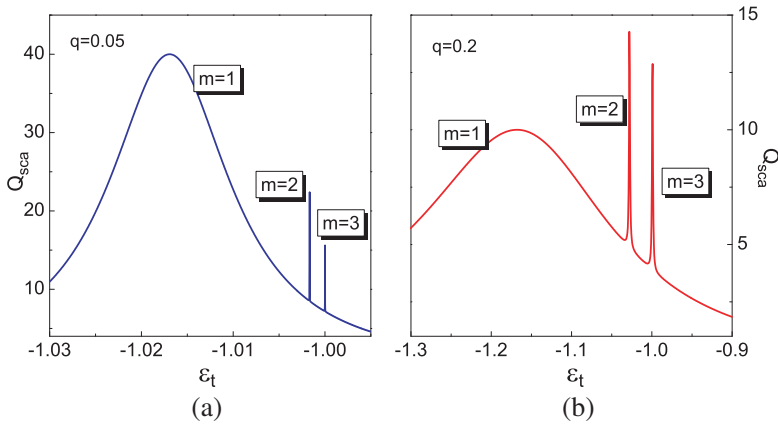 q=0.05
40
30
20
10
Q_sca
m=1
m=2
m=3
-1.03
-1.02
-1.01
-1.00
ε_t
(a)
q=0.2
15
10
5
Q_sca
m=1
m=2
m=3
-1.3
-1.2
-1.1
-1.0
-0.9
ε_t
(b)